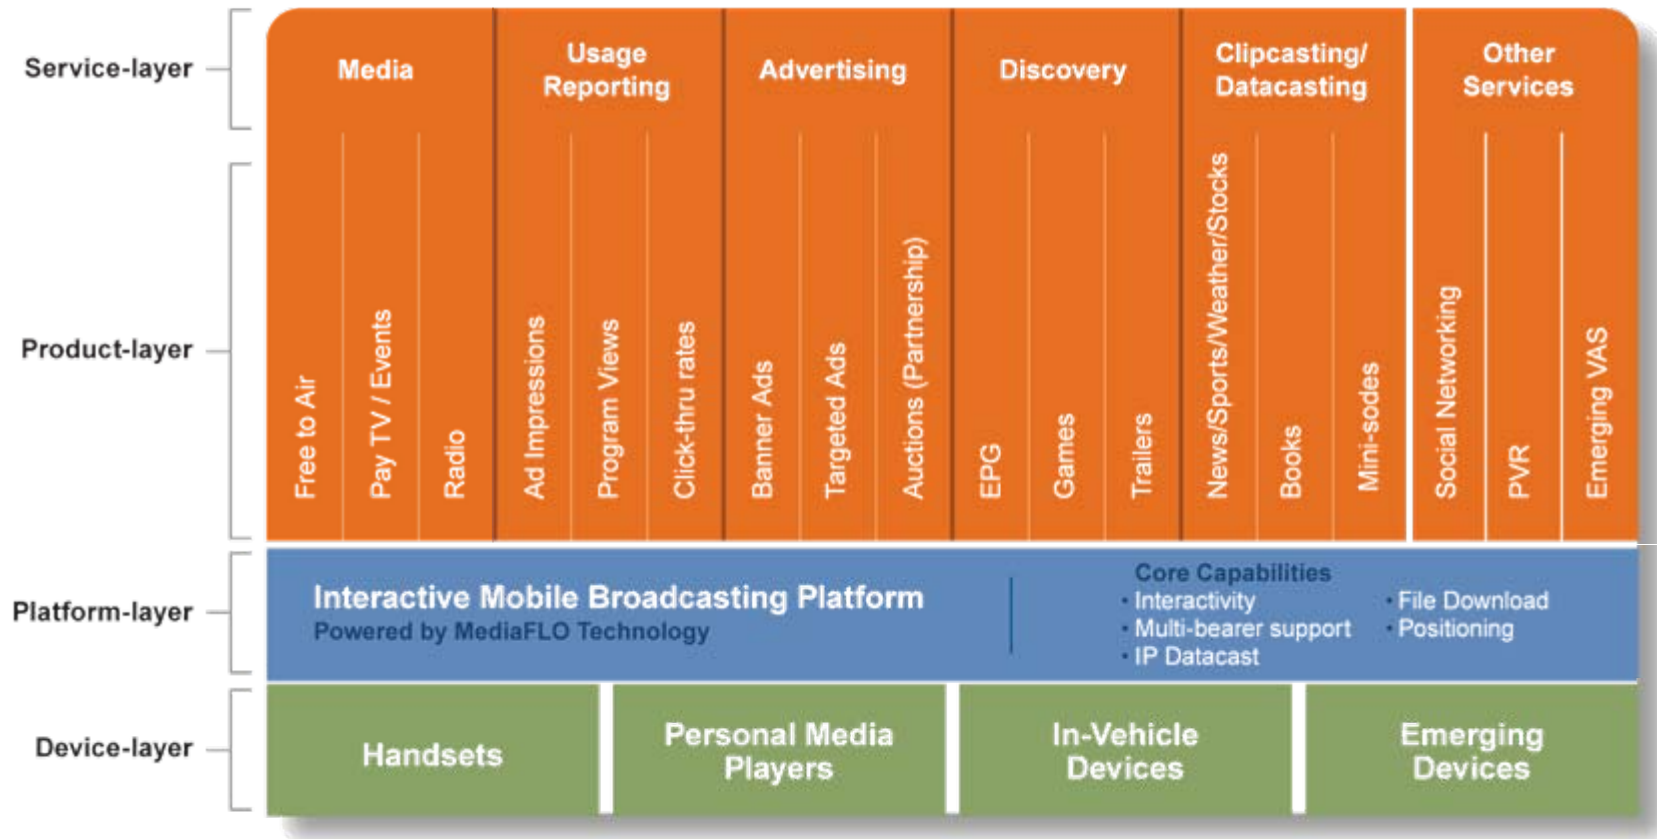 Service-layer
Media
Usage
Reporting
Advertising
Discovery
Clipcasting/
Datacasting
Other
Services
Product-layer
Free to Air
Pay TV / Events
Radio
Ad Impressions
Program Views
Click-thru rates
Banner Ads
Targeted Ads
Auctions (Partnership)
EPG
Games
Trailers
News/Sports/Weather/Stocks
Books
Mini-sodes
Social Networking
PVR
Emerging VAS
Platform-layer
Interactive Mobile Broadcasting Platform
Powered by MediaFLO Technology
Core Capabilities
· Interactivity
· Multi-bearer support
· IP Datacast
· File Download
· Positioning
Device-layer
Handsets
Personal Media
Players
In-Vehicle
Devices
Emerging
Devices